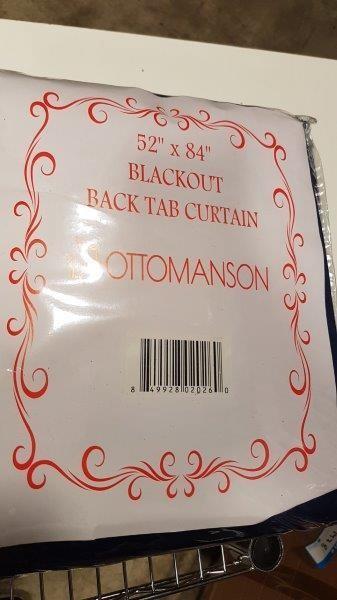 52" x 84"
BLACKOUT
BACK TAB CURTAIN
OTTOMANSON
8 49928 02026 0